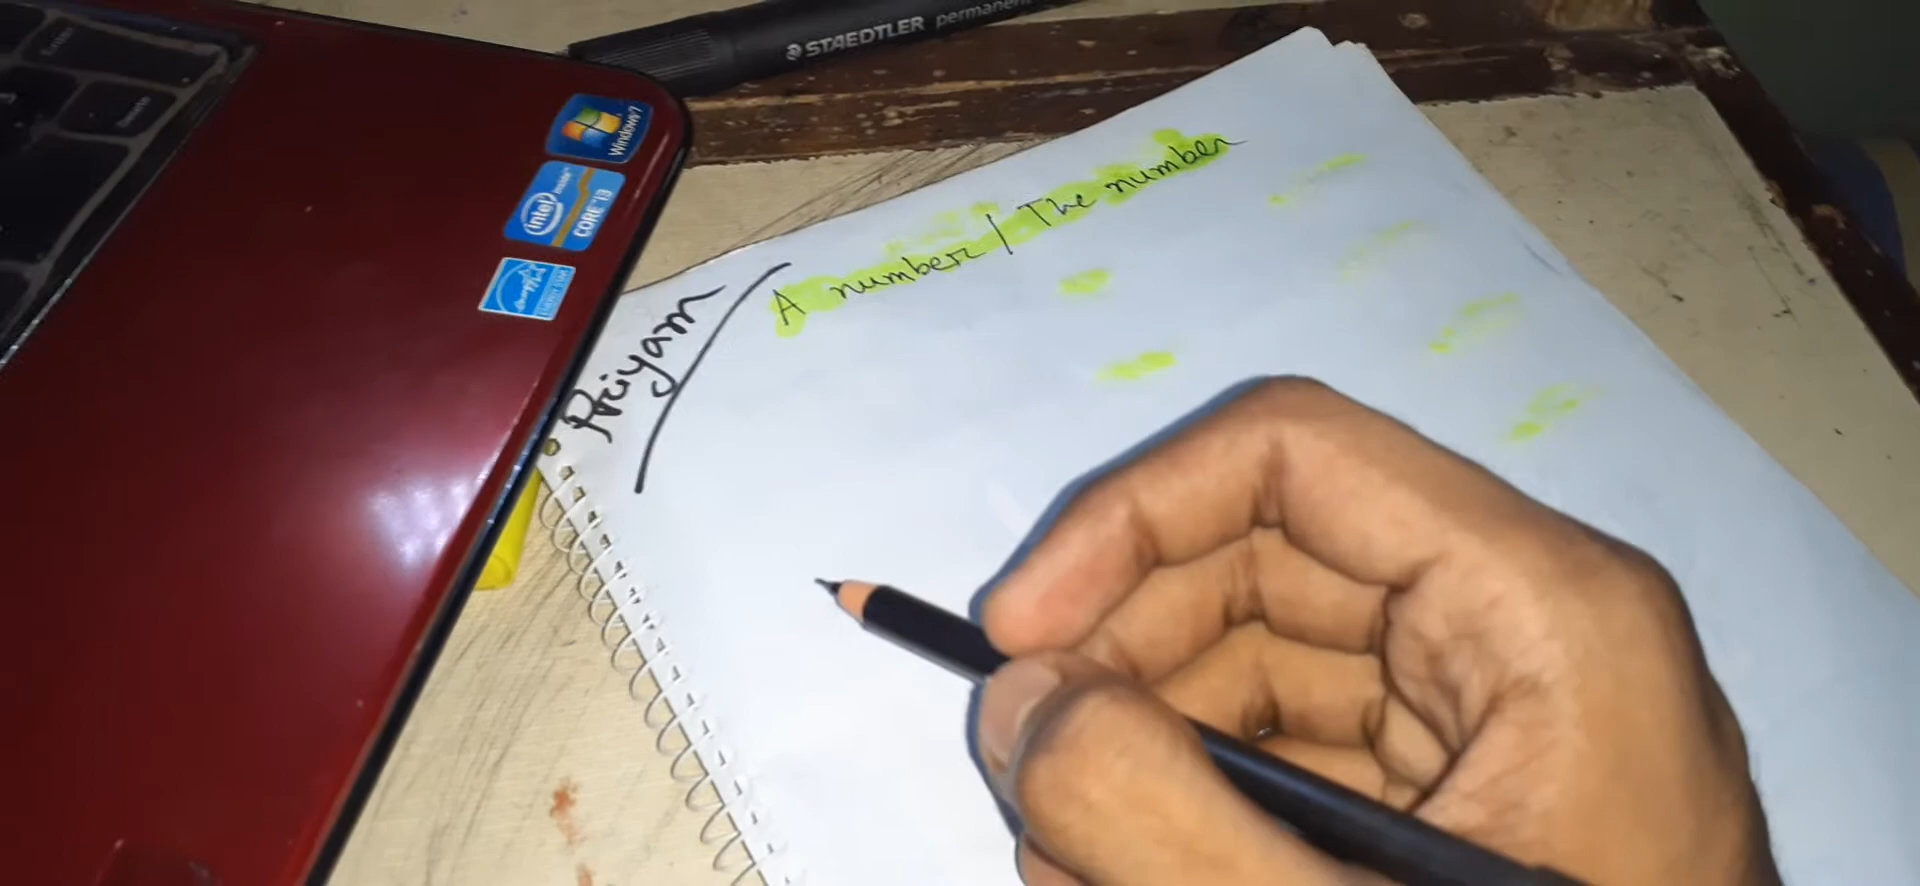 STAEDTLER permanent
Windows 7
intel inside
CORE i3
Priyam
A number / The number